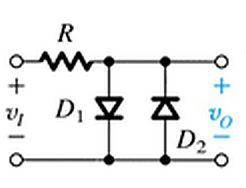 R
+ +
v_I D_1 v_O
− −
D_2